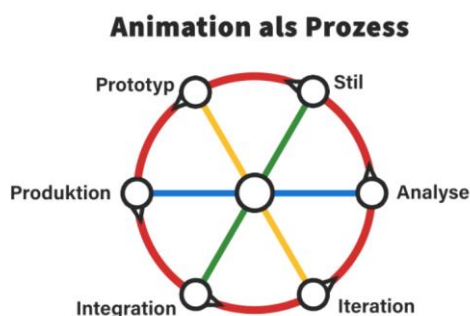 Animation als Prozess
Prototyp
Stil
Produktion
Analyse
Integration
Iteration